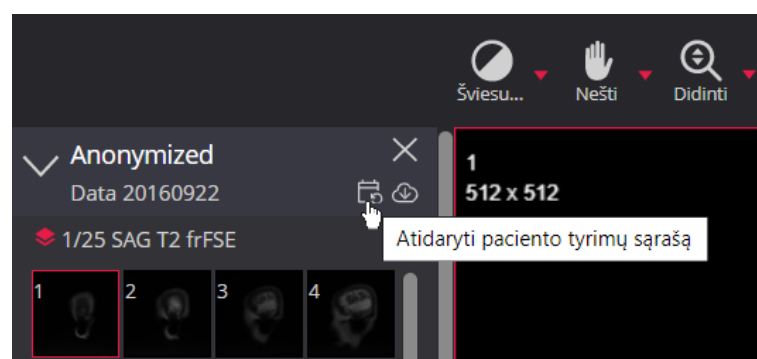 Šviesu...
Nešti
Didinti
Anonymized
Data 20160922
1
512 x 512
Atidaryti paciento tyrimų sąrašą
1/25 SAG T2 frFSE
1
2
3
4